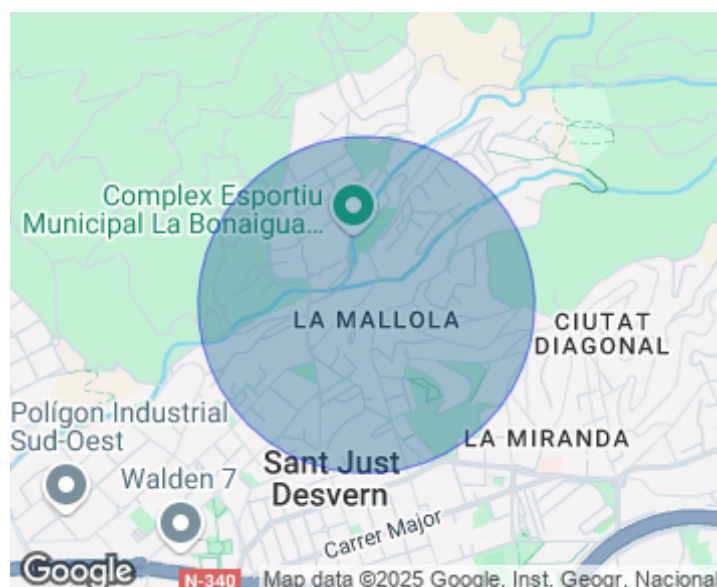 Complex Esportiu
Municipal La Bonaigua...
LA MALLOLA
CIUTAT
DIAGONAL
Polígon Industrial
Sud-Oest
LA MIRANDA
Walden 7
Sant Just
Desvern
Carrer Major
Google
N-340
Map data ©2025 Google, Inst. Geogr. Nacional